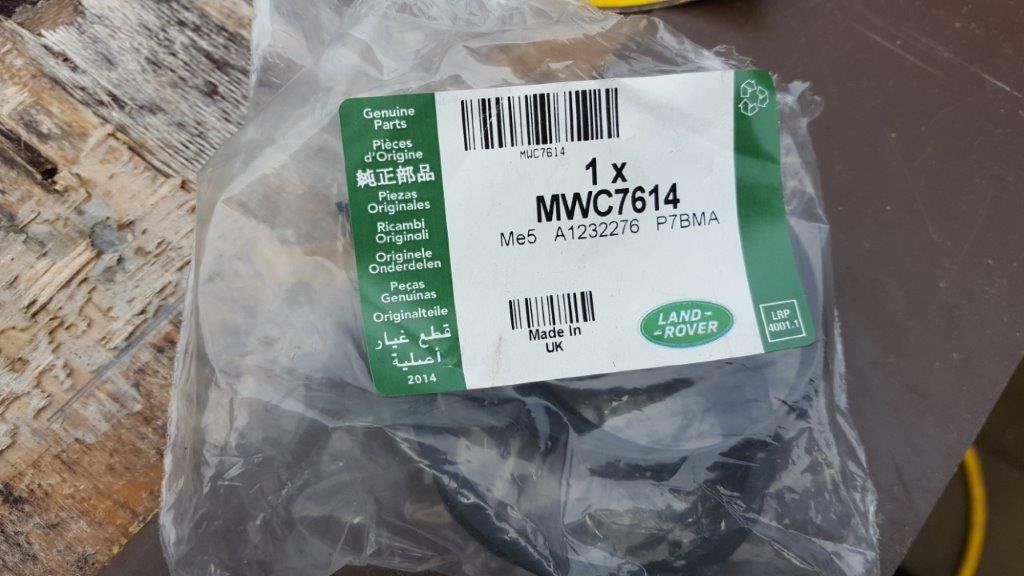 Genuine
Parts
Pièces
d'Origine
純正部品
Piezas
Originales
Ricambi
Originali
Originele
Onderdelen
Peças
Genuinas
Originalteile
قطع غيار
أصلية
2014
MWC7614
1 x
MWC7614
Me5 A1232276 P7BMA
Made In
UK
LAND-
-ROVER
LRP
4001.1